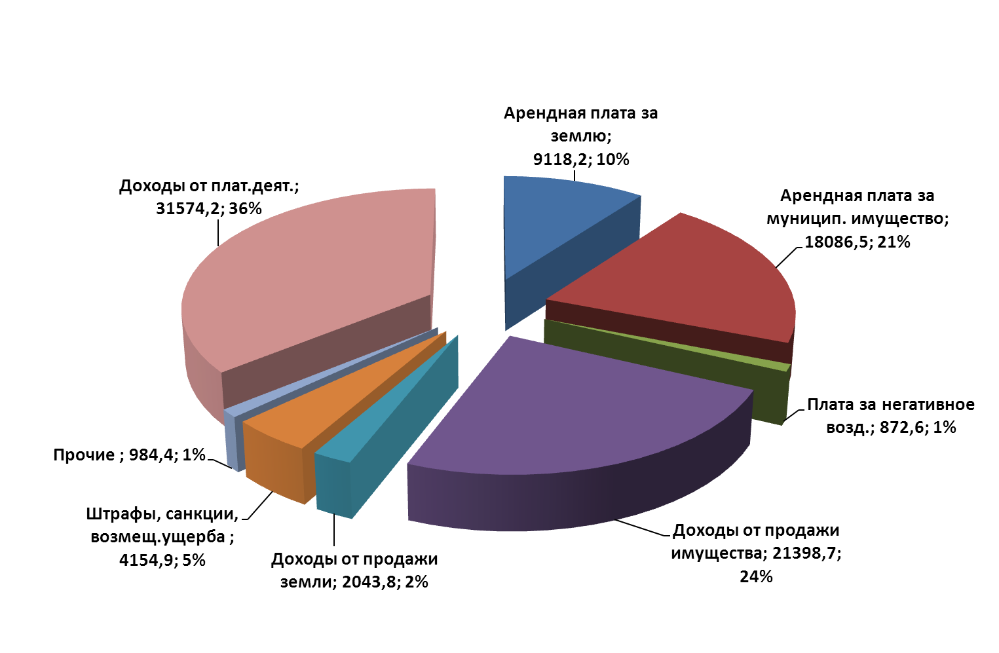 Арендная плата за
землю;
9118,2; 10%
Арендная плата за
муницип. имущество;
18086,5; 21%
Плата за негативное
возд.; 872,6; 1%
Доходы от продажи
имущества; 21398,7;
24%
Доходы от продажи
земли; 2043,8; 2%
Штрафы, санкции,
возмещ.ущерба ;
4154,9; 5%
Прочие ; 984,4; 1%
Доходы от плат.деят.;
31574,2; 36%